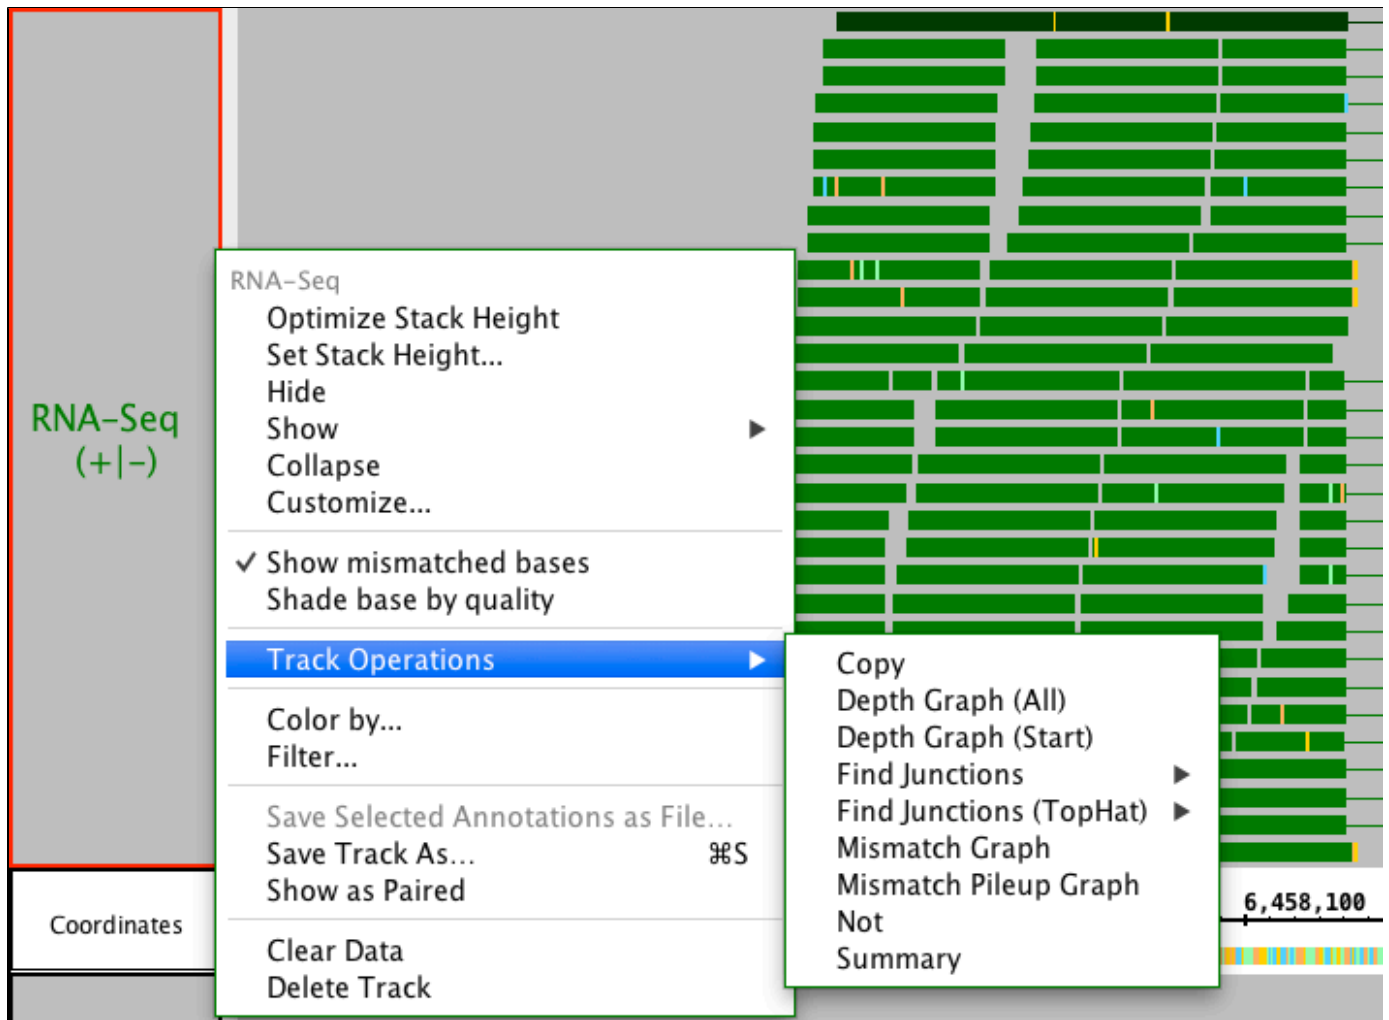 RNA-Seq
(+|-)
RNA-Seq
Optimize Stack Height
Set Stack Height...
Hide
Show
Collapse
Customize...
Show mismatched bases
Shade base by quality
Track Operations
Color by...
Filter...
Save Selected Annotations as File...
Save Track As... ⌘S
Show as Paired
Clear Data
Delete Track
Copy
Depth Graph (All)
Depth Graph (Start)
Find Junctions
Find Junctions (TopHat)
Mismatch Graph
Mismatch Pileup Graph
Not
Summary
Coordinates
6,458,100